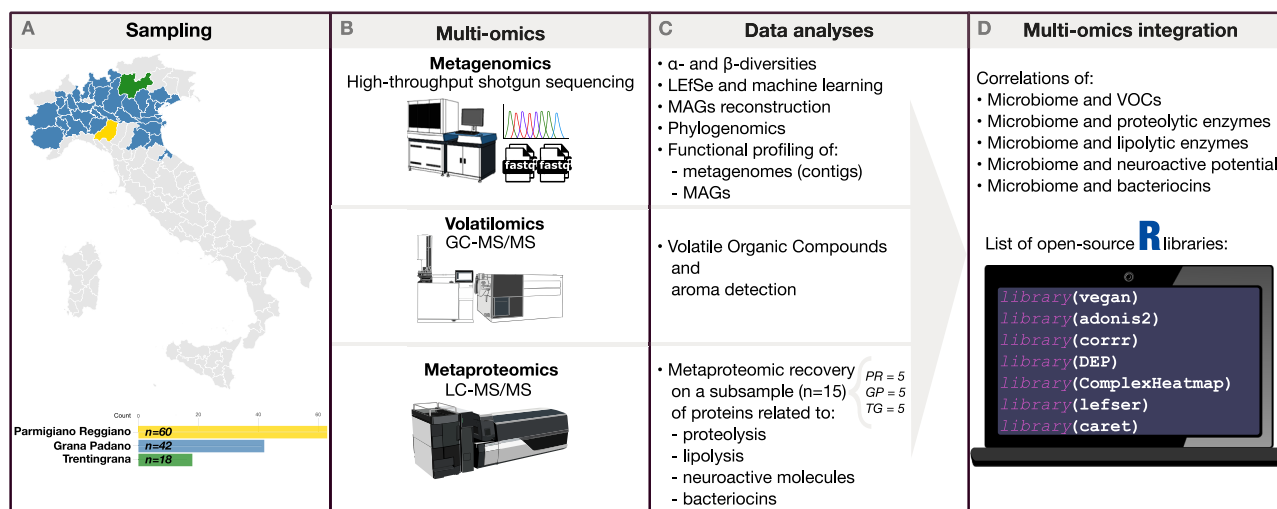 A
Sampling
Count
0
20
40
60
Parmigiano Reggiano
n=60
Grana Padano
n=42
Trentingrana
n=18
B
Multi-omics
Metagenomics
High-throughput shotgun sequencing
fastq
fastq
Volatilomics
GC-MS/MS
Metaproteomics
LC-MS/MS
C
Data analyses
• α- and β-diversities
• LEfSe and machine learning
• MAGs reconstruction
• Phylogenomics
• Functional profiling of:
- metagenomes (contigs)
- MAGs
• Volatile Organic Compounds
and
aroma detection
• Metaproteomic recovery
on a subsample (n=15)
of proteins related to:
- proteolysis
- lipolysis
- neuroactive molecules
- bacteriocins
PR = 5
GP = 5
TG = 5
D
Multi-omics integration
Correlations of:
• Microbiome and VOCs
• Microbiome and proteolytic enzymes
• Microbiome and lipolytic enzymes
• Microbiome and neuroactive potential
• Microbiome and bacteriocins
List of open-source R libraries:
library(vegan)
library(adonis2)
library(corrr)
library(DEP)
library(ComplexHeatmap)
library(lefser)
library(caret)